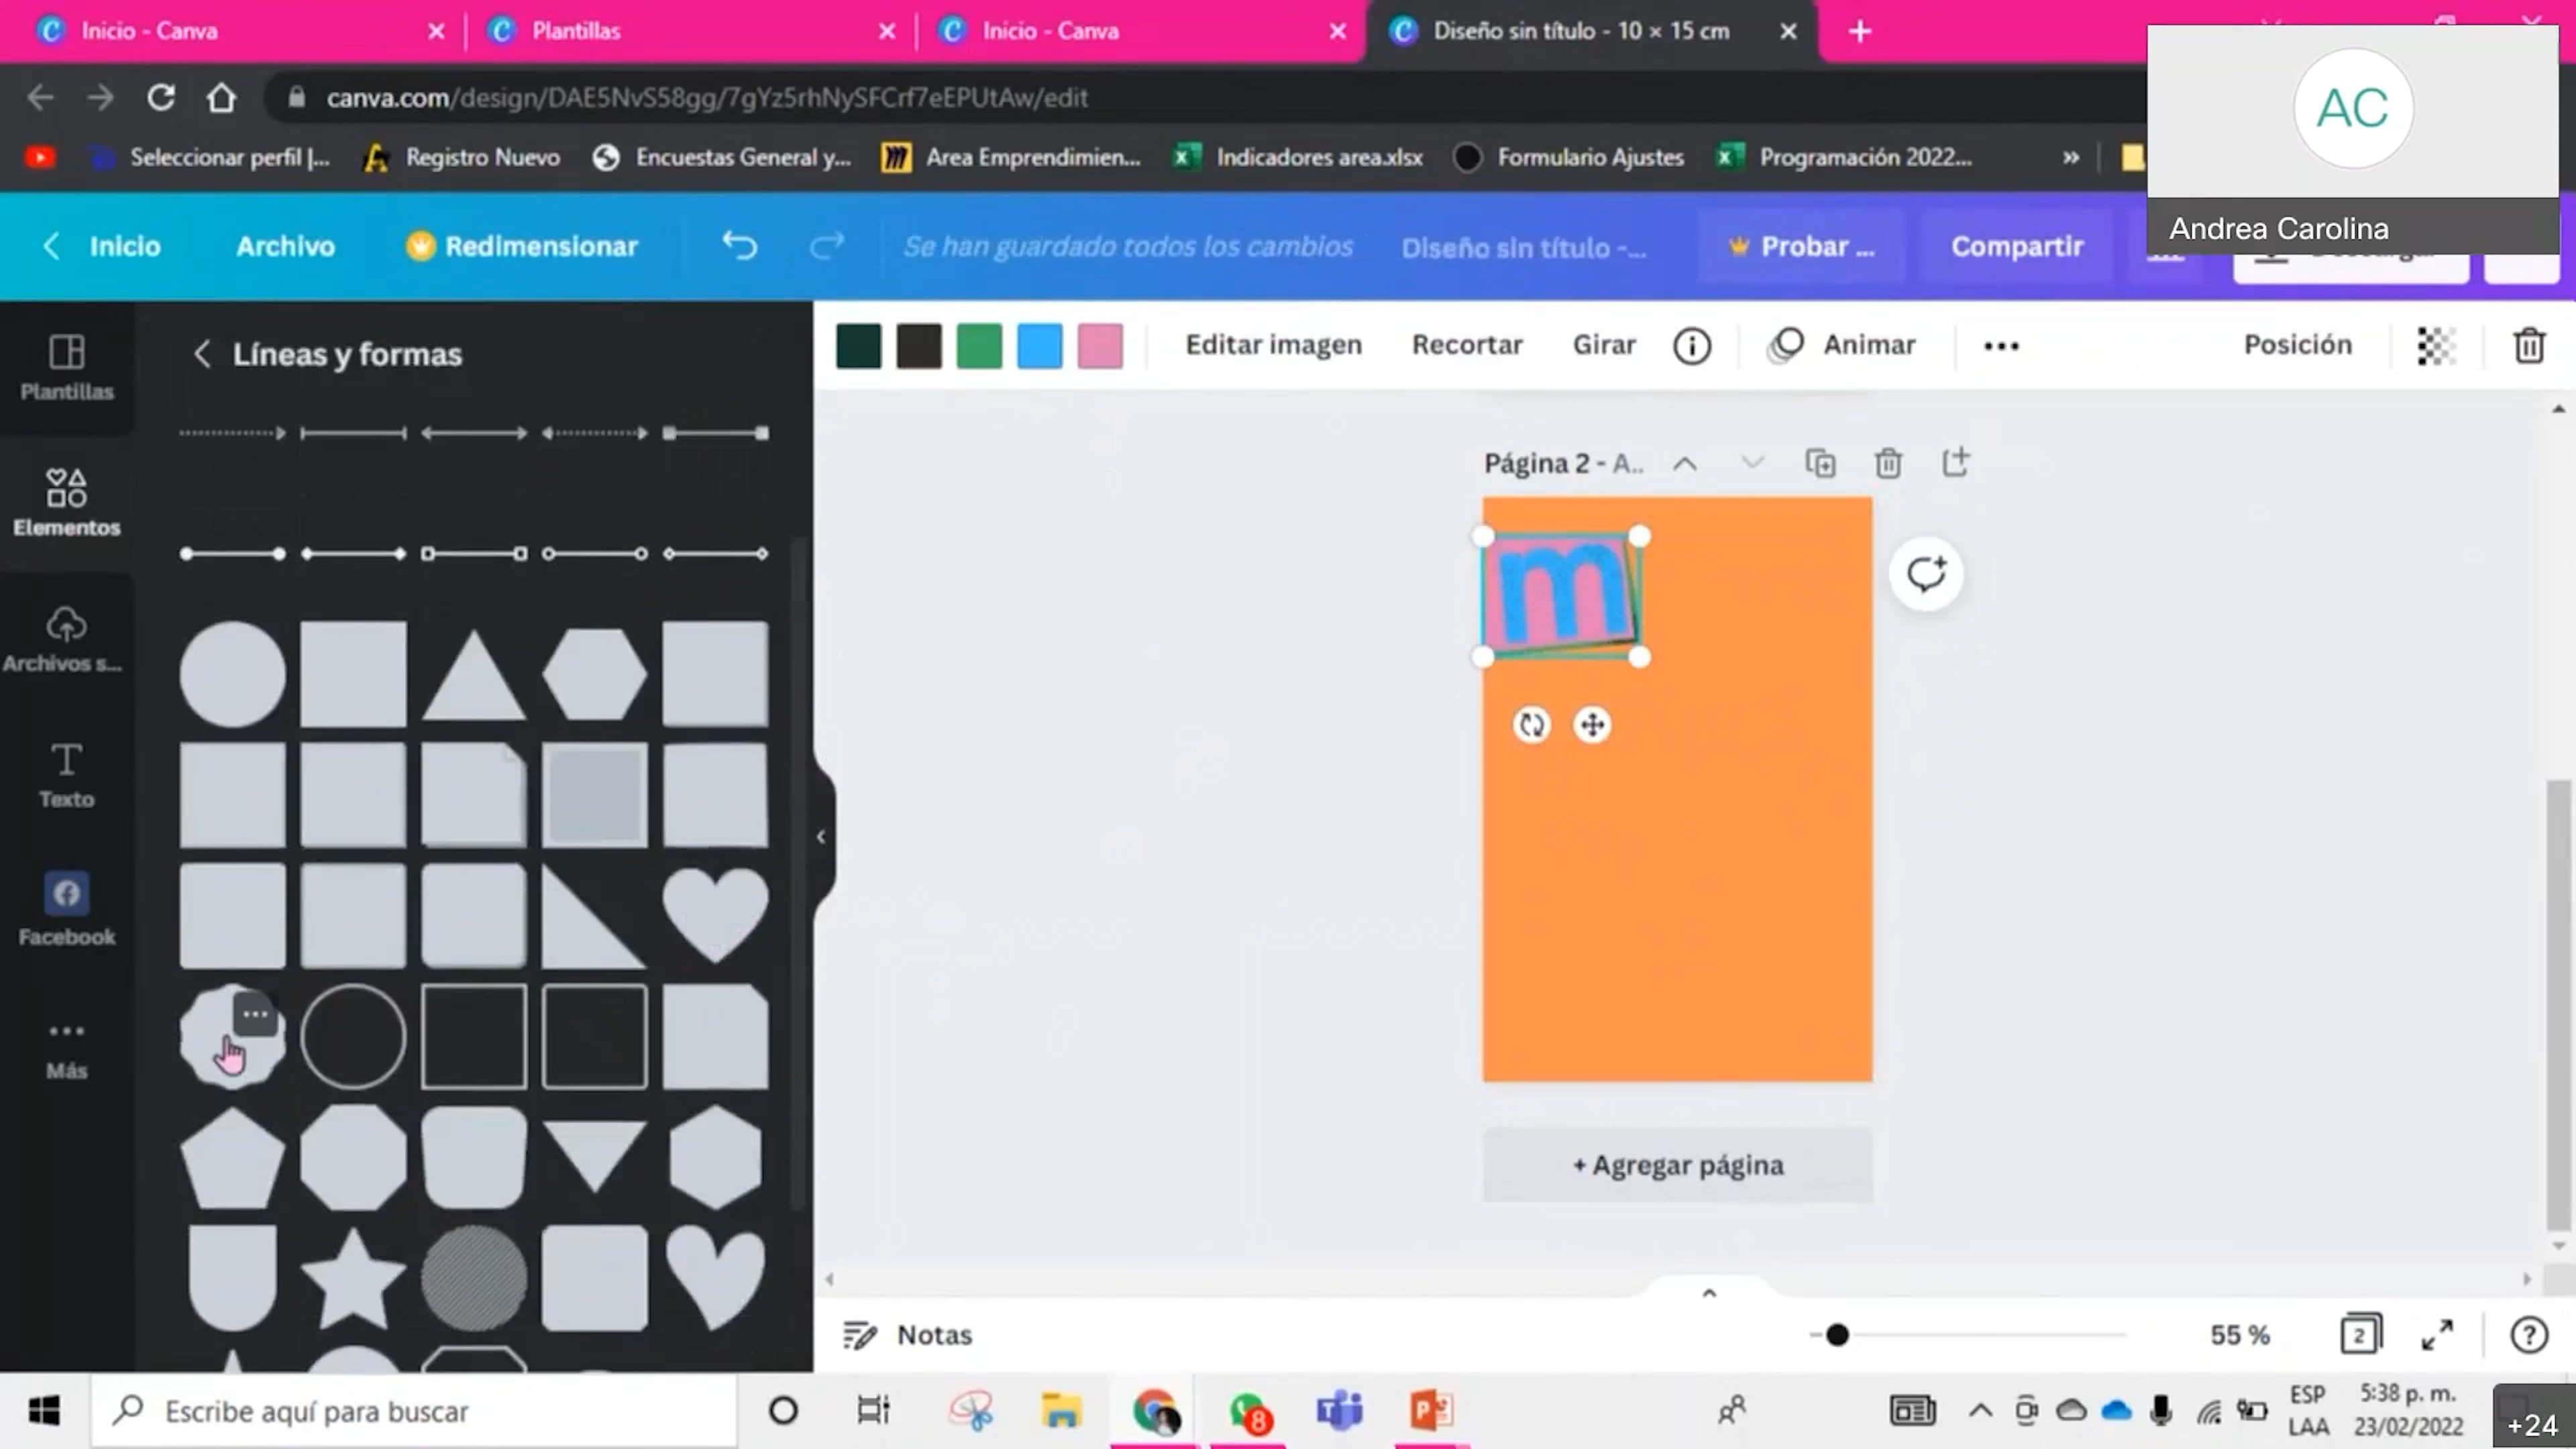 Inicio - Canva
Plantillas
Inicio - Canva
Diseño sin título - 10 × 15 cm
AC
Andrea Carolina
canva.com/design/DAE5NvS58gg/7gYz5rhNySFCrf7eEPUtAw/edit
Seleccionar perfil |...
Registro Nuevo
Encuestas General y...
Area Emprendimien...
Indicadores area.xlsx
Formulario Ajustes
Programación 2022...
»
Inicio
Archivo
Redimensionar
Se han guardado todos los cambios
Diseño sin título -...
Probar ...
Compartir
Plantillas
Elementos
Archivos s...
Texto
Facebook
Más
Líneas y formas
Editar imagen
Recortar
Girar
Animar
Posición
Página 2 - A..
m
+ Agregar página
Notas
55 %
2
Escribe aquí para buscar
8
ESP
LAA
5:38 p. m.
23/02/2022
+24